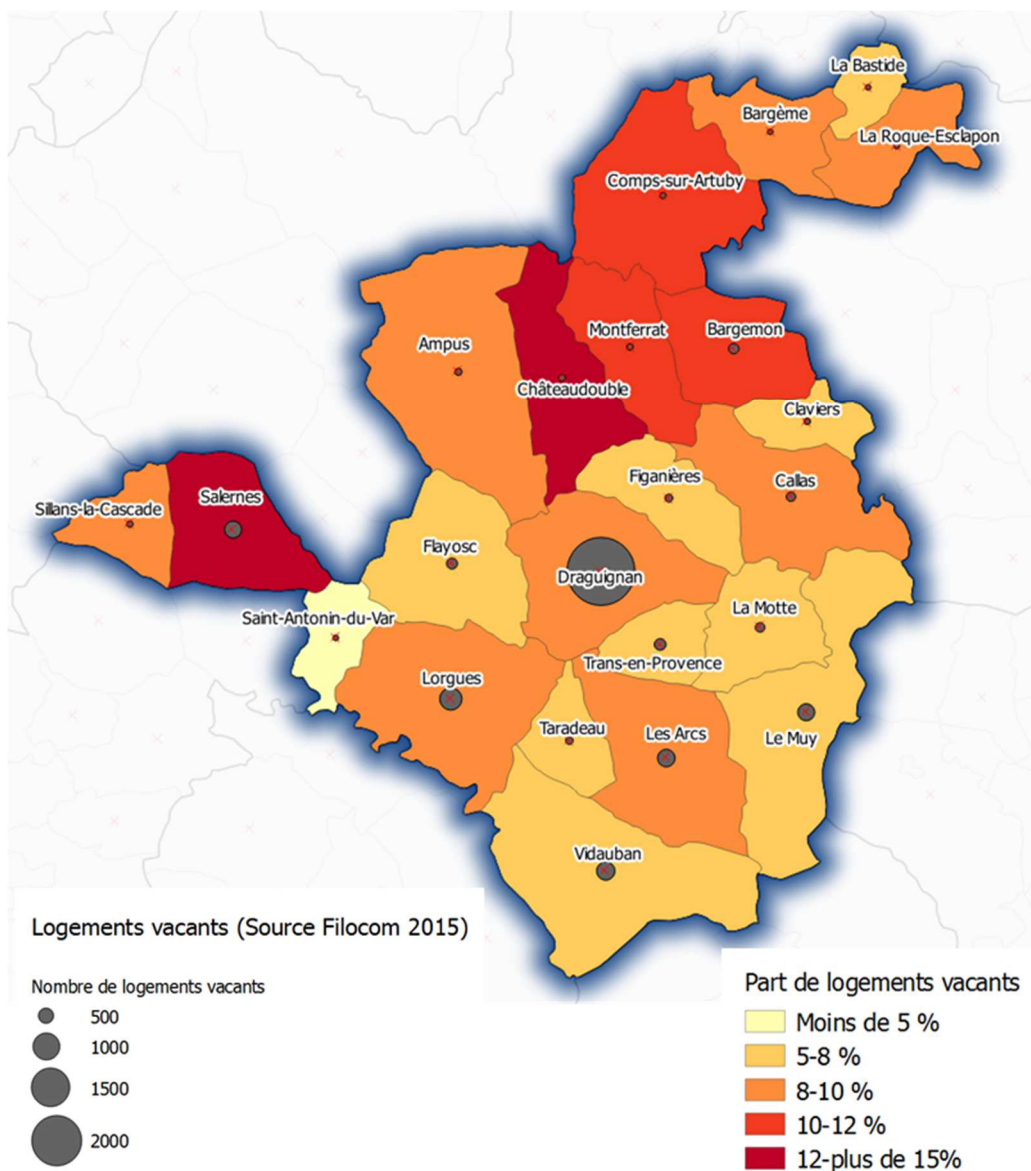 La Bastide
Bargème
La Roque-Esclapon
Comps-sur-Artuby
Montferrat
Bargemon
Ampus
Châteaudouble
Claviers
Figanières
Callas
Salernes
Sillans-la-Cascade
Flayosc
Draguignan
La Motte
Saint-Antonin-du-Var
Trans-en-Provence
Lorgues
Taradeau
Les Arcs
Le Muy
Vidauban
Logements vacants (Source Filocom 2015)
Nombre de logements vacants
500
1000
1500
2000
Part de logements vacants
Moins de 5 %
5-8 %
8-10 %
10-12 %
12-plus de 15%